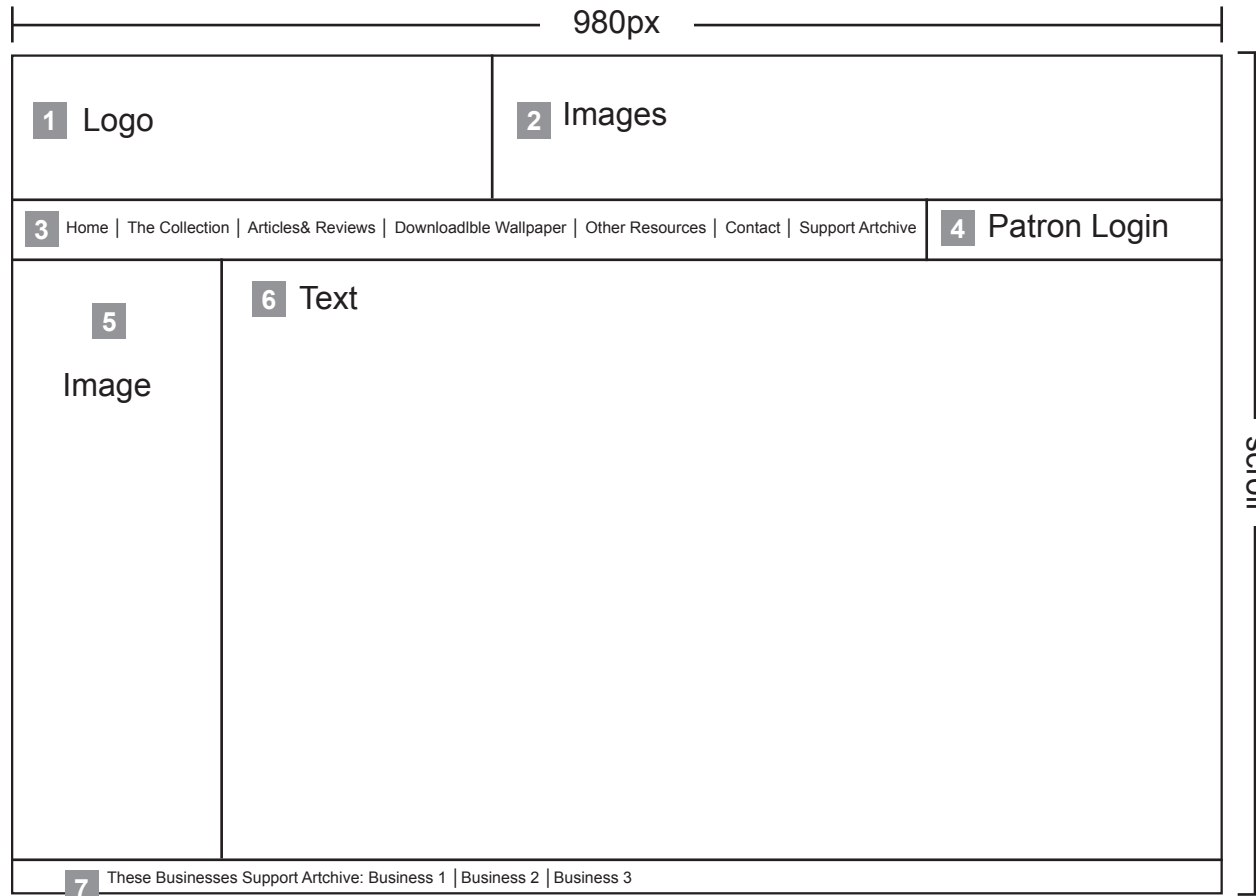 980px
1 Logo
2 Images
3 Home | The Collection | Articles& Reviews | DownloadIble Wallpaper | Other Resources | Contact | Support Artchive
4 Patron Login
5
Image
6 Text
scroll
7 These Businesses Support Artchive: Business 1 | Business 2 | Business 3